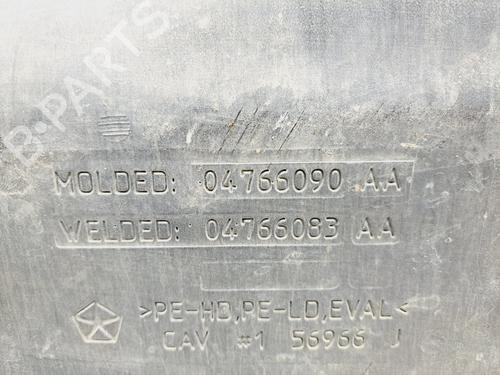 B-PARTS
MOLDED: 04766090 AA
WELDED: 04766083 AA
>PE-HD,PE-LD,EVAL<
CAV #1 56966 J